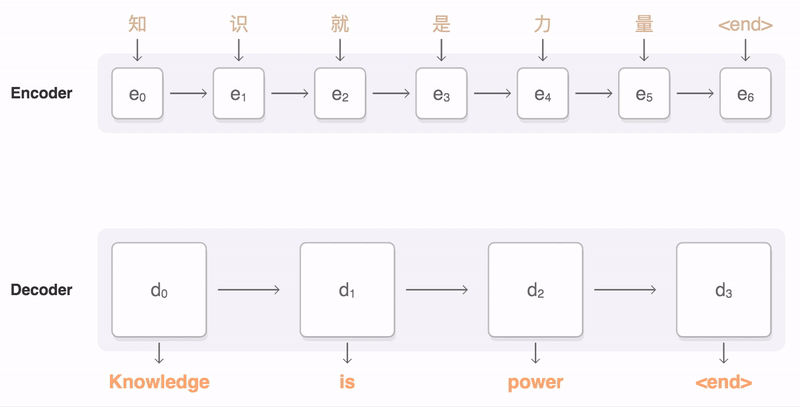 知 识 就 是 力 量 <end>
Encoder e₀ e₁ e₂ e₃ e₄ e₅ e₆
Decoder d₀ d₁ d₂ d₃
Knowledge is power <end>